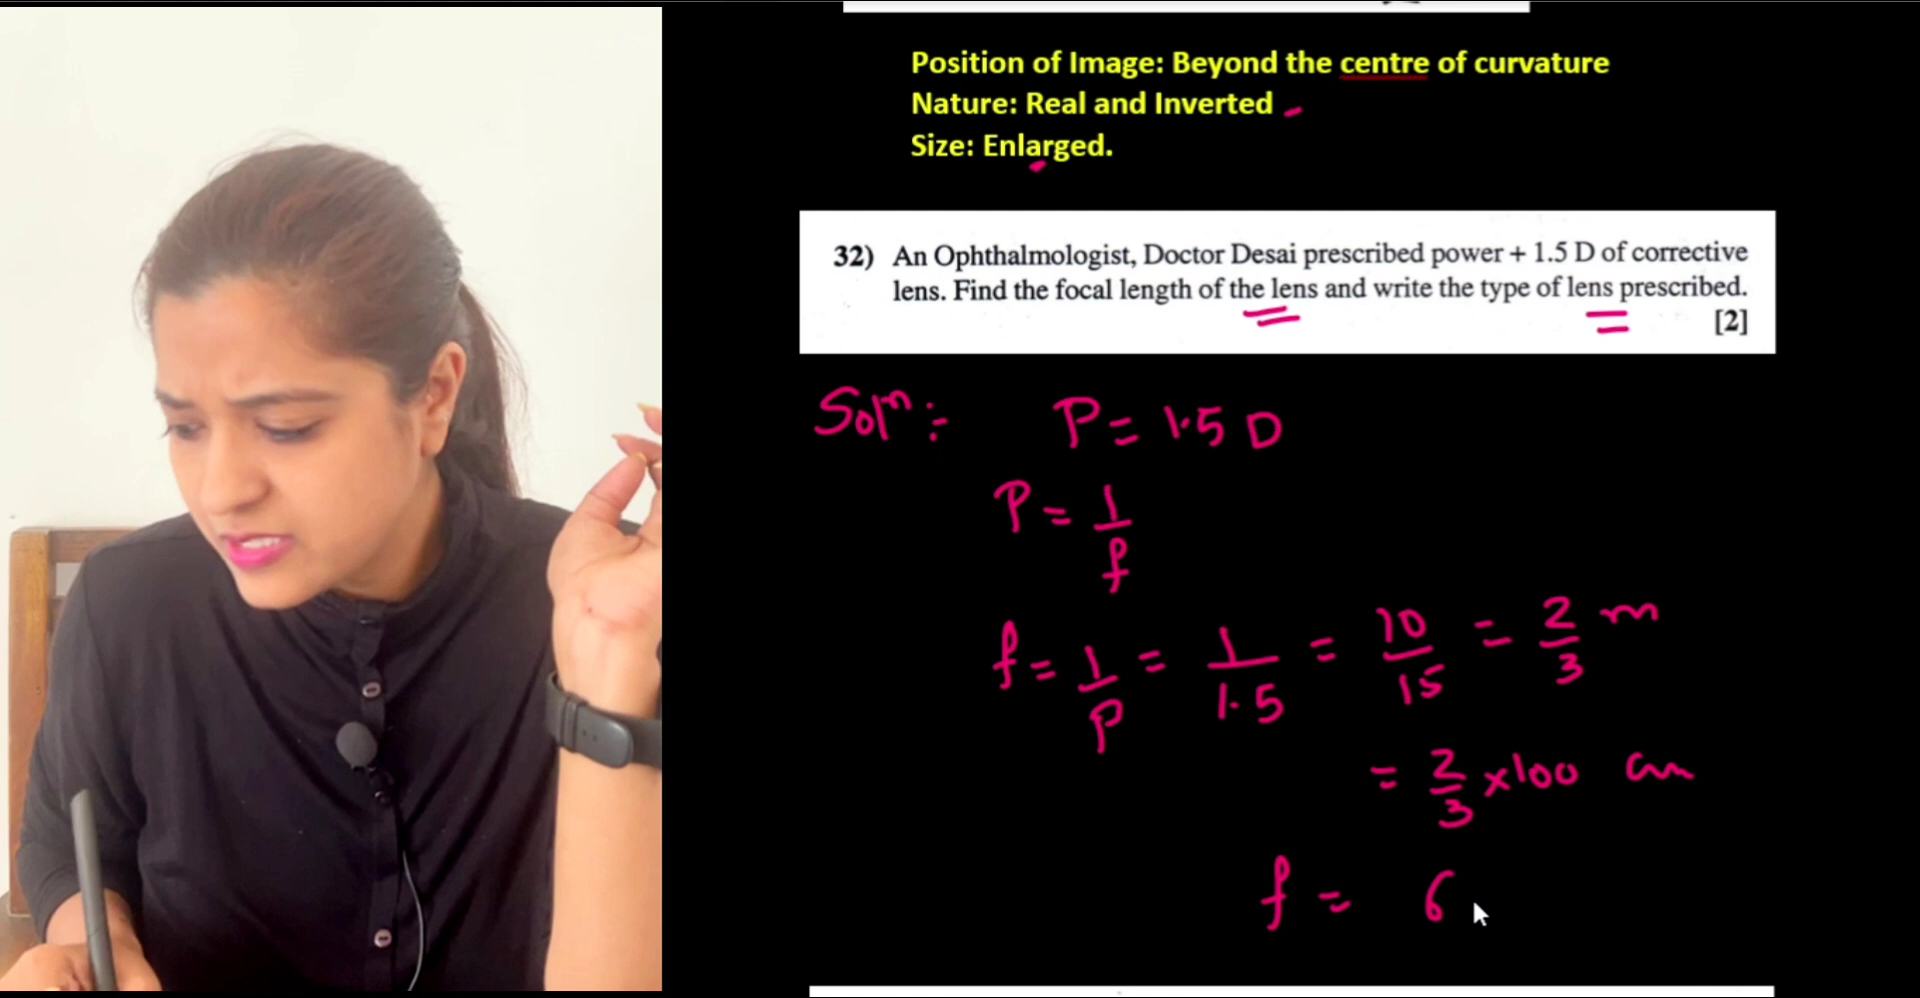 Position of Image: Beyond the centre of curvature
Nature: Real and Inverted
Size: Enlarged.
32) An Ophthalmologist, Doctor Desai prescribed power + 1.5 D of corrective
lens. Find the focal length of the lens and write the type of lens prescribed.
[2]
Solⁿ :- P = 1.5 D
P = 1/f
f = 1/P = 1/1.5 = 10/15 = 2/3 m
= 2/3 × 100 cm
f = 6